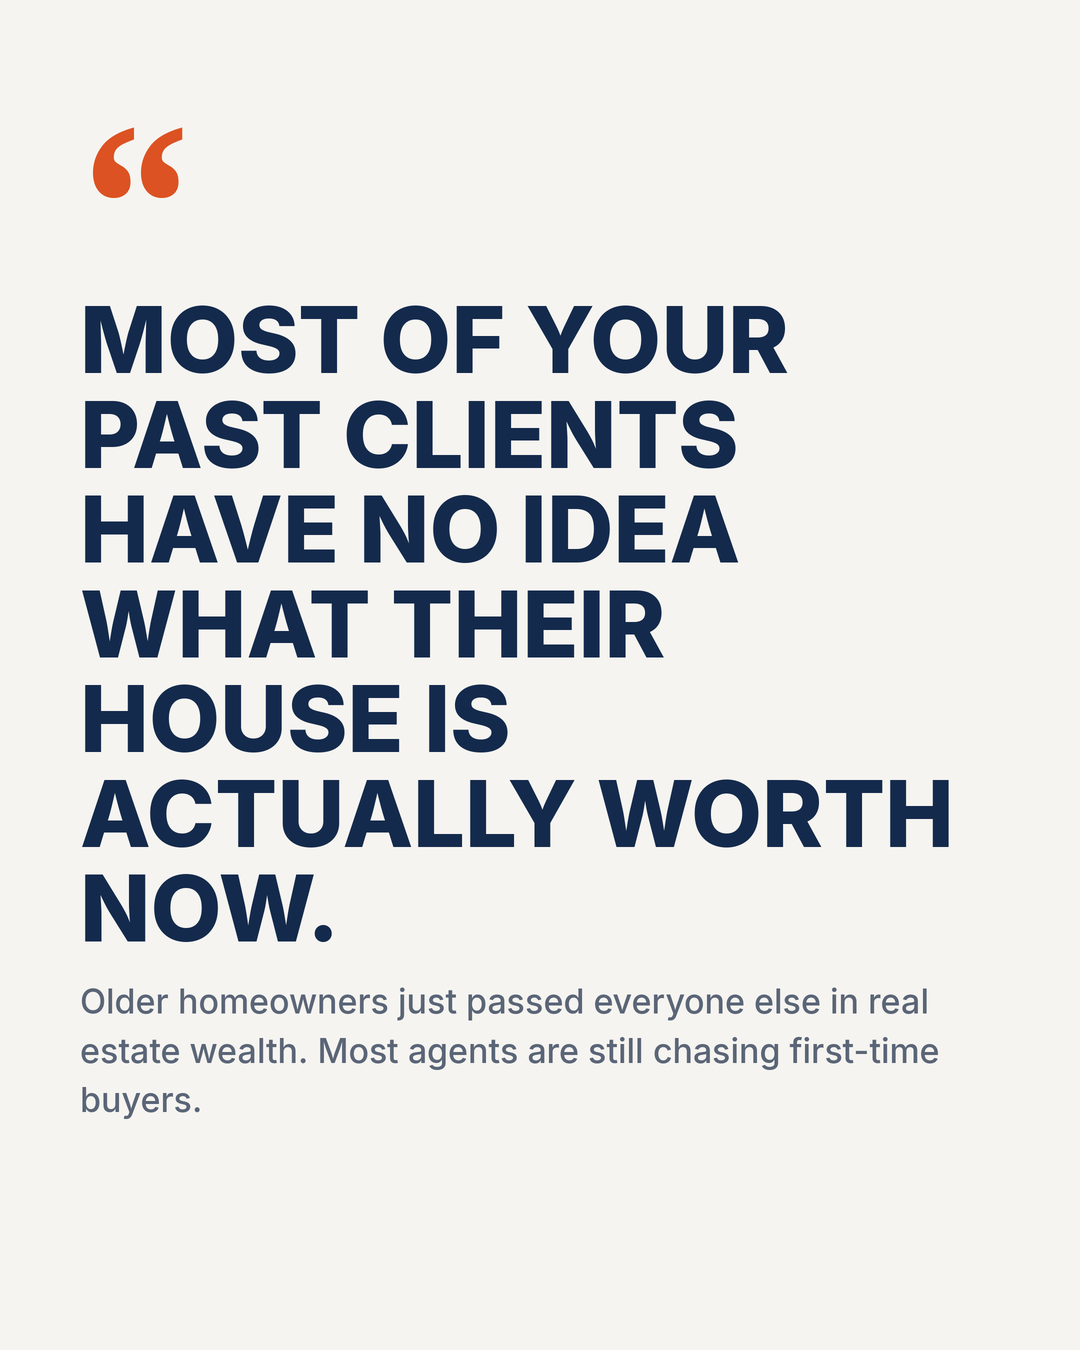 “
MOST OF YOUR
PAST CLIENTS
HAVE NO IDEA
WHAT THEIR
HOUSE IS
ACTUALLY WORTH
NOW.
Older homeowners just passed everyone else in real
estate wealth. Most agents are still chasing first-time
buyers.